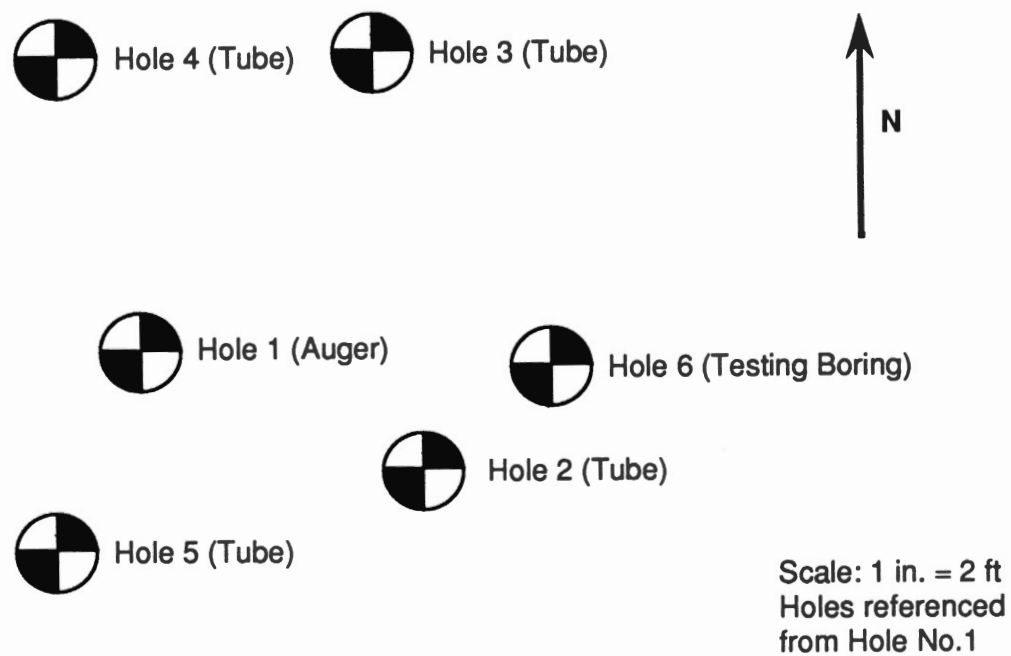 Hole 4 (Tube)
Hole 3 (Tube)
N
Hole 1 (Auger)
Hole 6 (Testing Boring)
Hole 2 (Tube)
Hole 5 (Tube)
Scale: 1 in. = 2 ft
Holes referenced
from Hole No.1